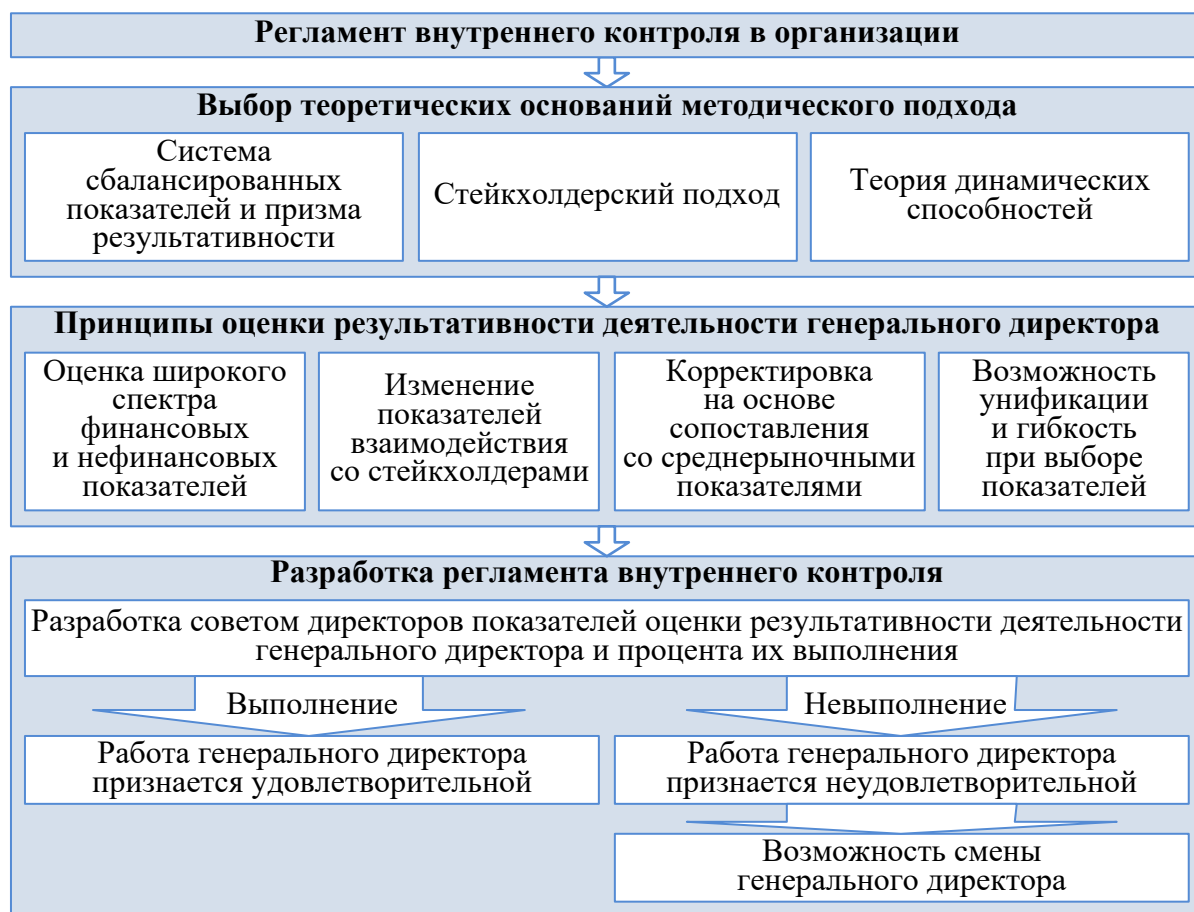 Регламент внутреннего контроля в организации
Выбор теоретических оснований методического подхода
Система
сбалансированных
показателей и призма
результативности
Стейкхолдерский подход
Теория динамических
способностей
Принципы оценки результативности деятельности генерального директора
Оценка широкого
спектра
финансовых
и нефинансовых
показателей
Изменение
показателей
взаимодействия
со стейкхолдерами
Корректировка
на основе
сопоставления
со среднерыночными
показателями
Возможность
унификации
и гибкость
при выборе
показателей
Разработка регламента внутреннего контроля
Разработка советом директоров показателей оценки результативности деятельности
генерального директора и процента их выполнения
Выполнение
Невыполнение
Работа генерального директора
признается удовлетворительной
Работа генерального директора
признается неудовлетворительной
Возможность смены
генерального директора